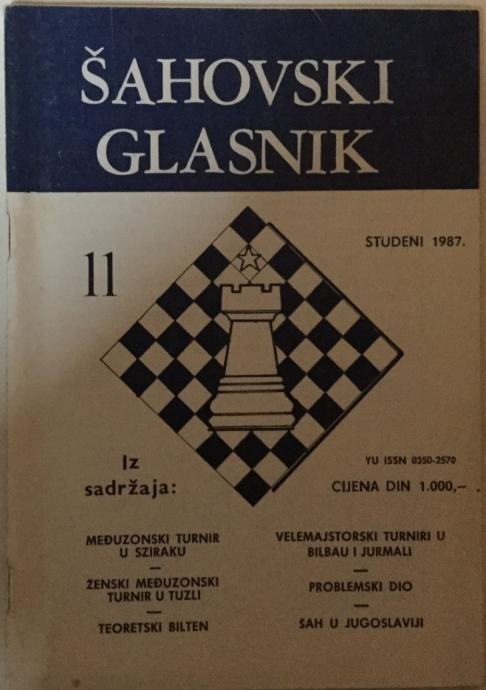 ŠAHOVSKI
GLASNIK
11
STUDENI 1987.
Iz
sadržaja:
YU ISSN 0350-2570
CIJENA DIN 1.000,—
MEĐUZONSKI TURNIR
U SZIRAKU
—
ŽENSKI MEĐUZONSKI
TURNIR U TUZLI
—
TEORETSKI BILTEN
VELEMAJSTORSKI TURNIRI U
BILBAU I JURMALI
—
PROBLEMSKI DIO
—
ŠAH U JUGOSLAVIJI